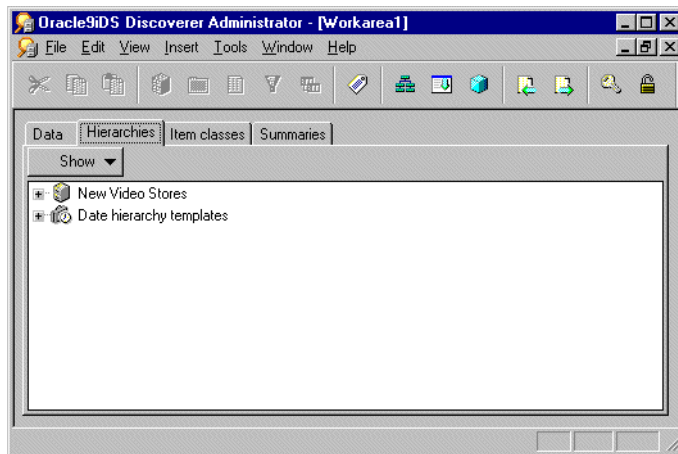 Oracle9iDS Discoverer Administrator - [Workarea1]
File Edit View Insert Tools Window Help
Data Hierarchies Item classes Summaries
Show
New Video Stores
Date hierarchy templates